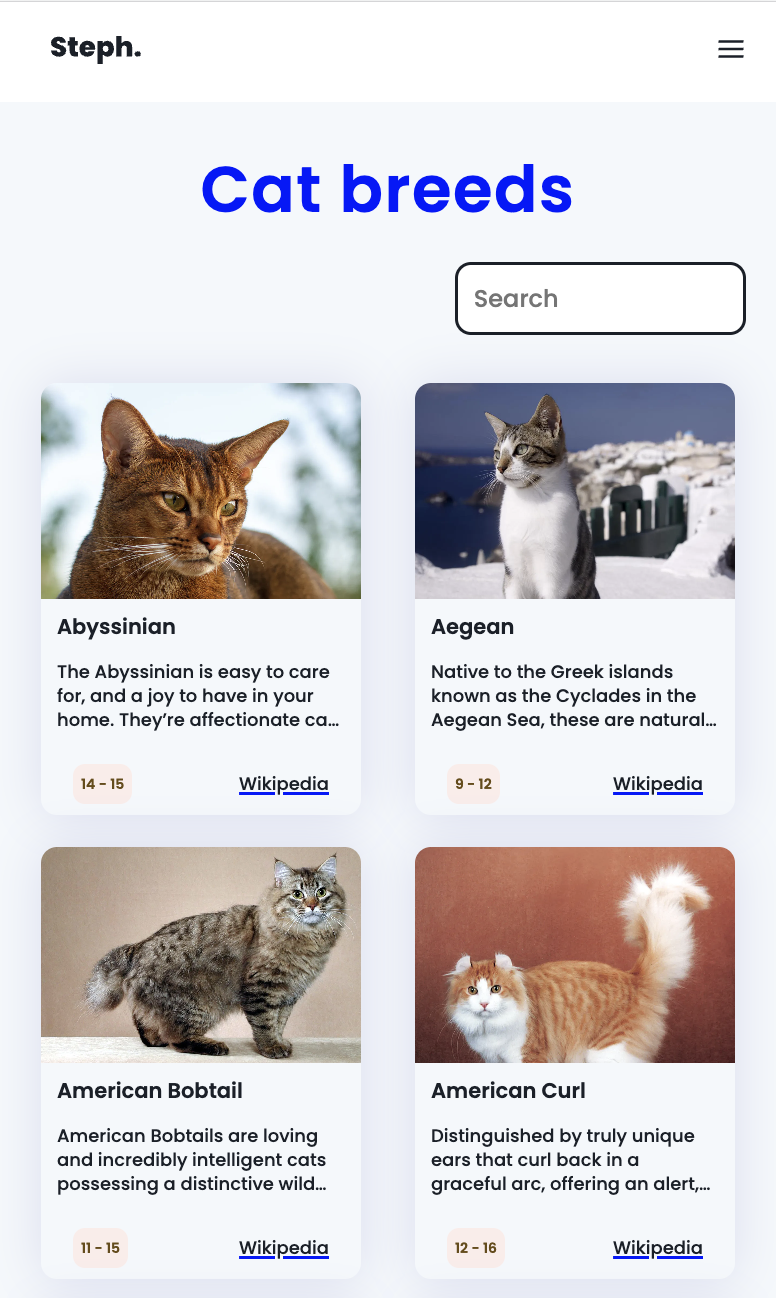 Steph.
Cat breeds
Search
Abyssinian
The Abyssinian is easy to care
for, and a joy to have in your
home. They’re affectionate ca…
14 - 15
Wikipedia
Aegean
Native to the Greek islands
known as the Cyclades in the
Aegean Sea, these are natural…
9 - 12
Wikipedia
American Bobtail
American Bobtails are loving
and incredibly intelligent cats
possessing a distinctive wild…
11 - 15
Wikipedia
American Curl
Distinguished by truly unique
ears that curl back in a
graceful arc, offering an alert,…
12 - 16
Wikipedia